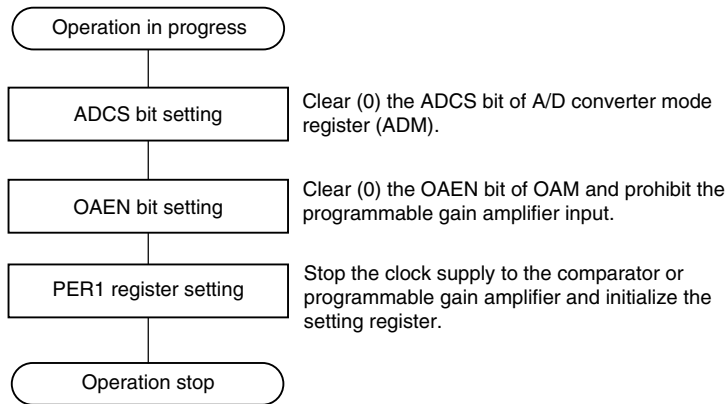 Operation in progress
ADCS bit setting
Clear (0) the ADCS bit of A/D converter mode
register (ADM).
OAEN bit setting
Clear (0) the OAEN bit of OAM and prohibit the
programmable gain amplifier input.
PER1 register setting
Stop the clock supply to the comparator or
programmable gain amplifier and initialize the
setting register.
Operation stop